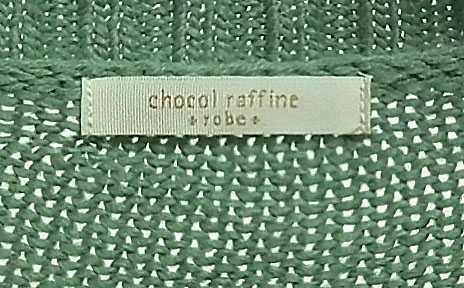 chocol raffine
robe